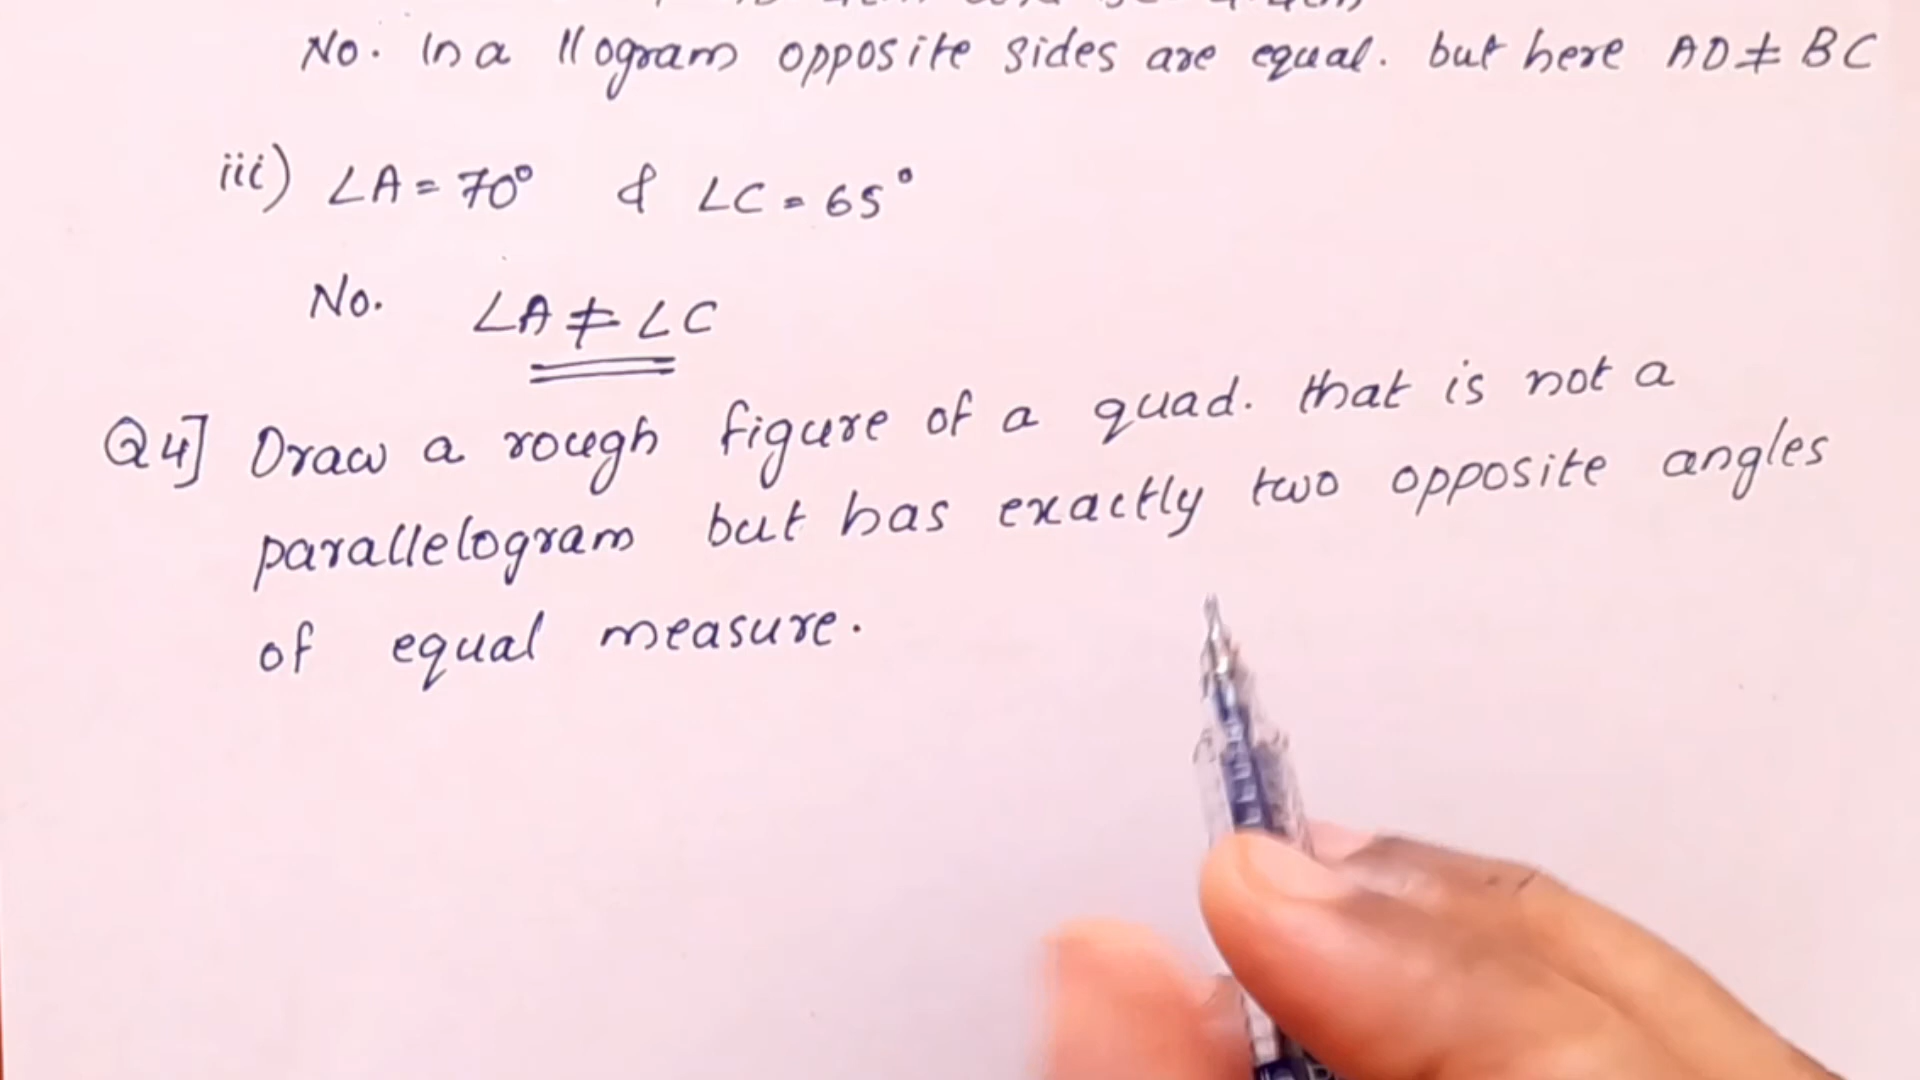 No. In a llogram opposite sides are equal. but here AD ≠ BC
iii) ∠A = 70° & ∠C = 65°
No. ∠A ≠ ∠C
Q4] Draw a rough figure of a quad. that is not a
parallelogram but has exactly two opposite angles
of equal measure.